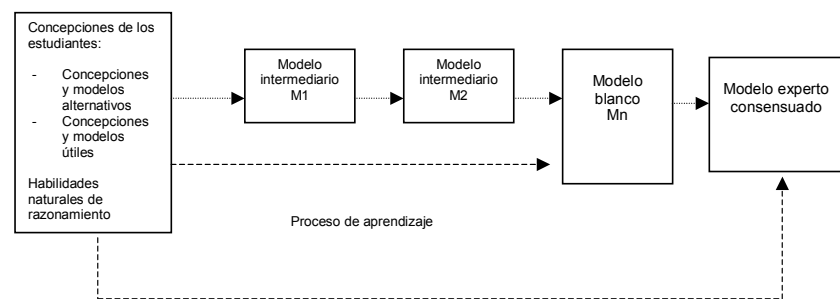 Concepciones de los
estudiantes:
- Concepciones
y modelos
alternativos
- Concepciones
y modelos
útiles
Habilidades
naturales de
razonamiento
Modelo
intermediario
M1
Modelo
intermediario
M2
Modelo
blanco
Mn
Modelo experto
consensuado
Proceso de aprendizaje